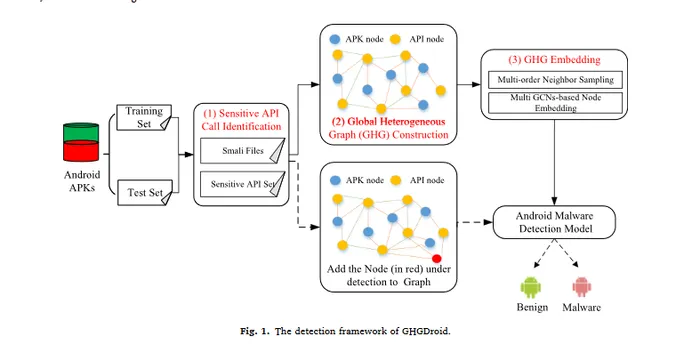 APK node
API node
(2) Global Heterogeneous
Graph (GHG) Construction
(3) GHG Embedding
Multi-order Neighbor Sampling
Multi GCNs-based Node
Embedding
Training
Set
Test Set
Android
APKs
(1) Sensitive API
Call Identification
Smali Files
Sensitive API Set
APK node
API node
Add the Node (in red) under
detection to Graph
Android Malware
Detection Model
Benign
Malware
Fig. 1. The detection framework of GHGDroid.